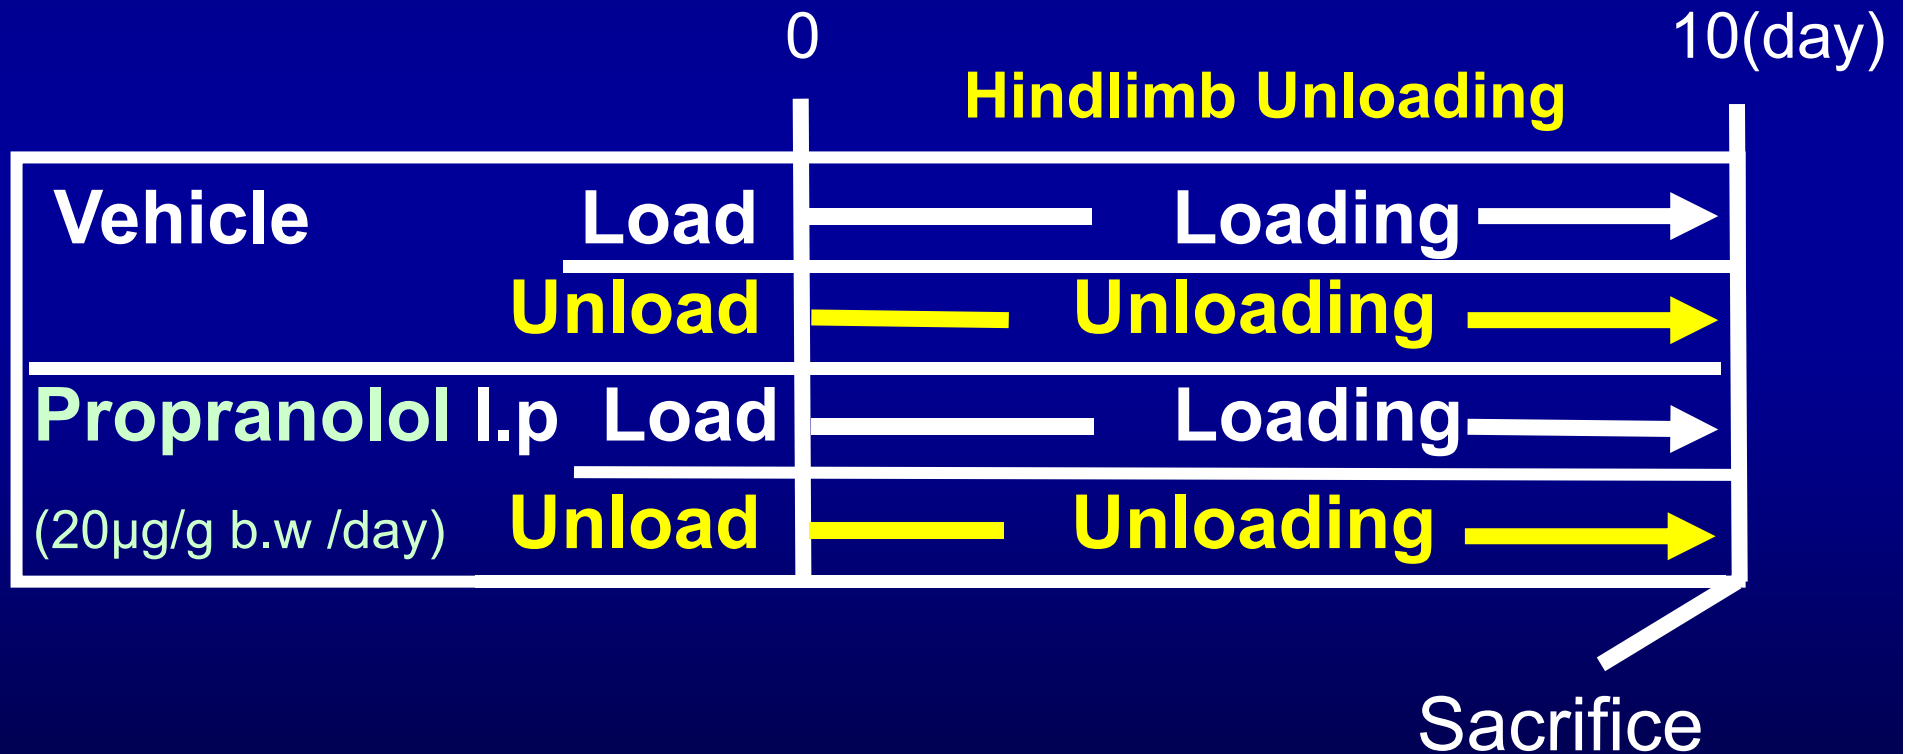 0 10(day)
Hindlimb Unloading
Vehicle Load Loading
Unload Unloading
Propranolol I.p Load Loading
(20µg/g b.w /day) Unload Unloading
Sacrifice